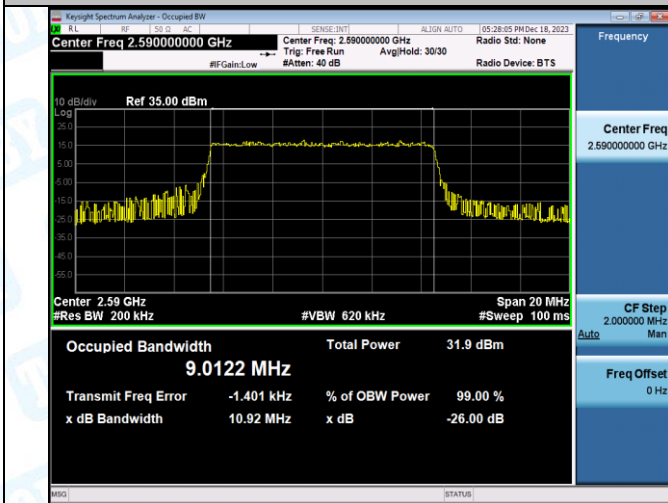 Keysight Spectrum Analyzer - Occupied BW
RL RF 50 Ω AC SENSE:INT ALIGN AUTO 05:28:05 PM Dec 18, 2023
Center Freq 2.590000000 GHz
Center Freq: 2.590000000 GHz
Radio Std: None
Trig: Free Run Avg|Hold: 30/30
#IFGain:Low #Atten: 40 dB Radio Device: BTS
Frequency
10 dB/div Ref 35.00 dBm
Log
25.0
15.0
5.00
-5.00
-15.0
-25.0
-35.0
-45.0
-55.0
Center 2.59 GHz Span 20 MHz
#Res BW 200 kHz #VBW 620 kHz #Sweep 100 ms
Occupied Bandwidth Total Power 31.9 dBm
9.0122 MHz
Transmit Freq Error -1.401 kHz % of OBW Power 99.00 %
x dB Bandwidth 10.92 MHz x dB -26.00 dB
Center Freq
2.590000000 GHz
CF Step
2.000000 MHz
Auto Man
Freq Offset
0 Hz
MSG STATUS